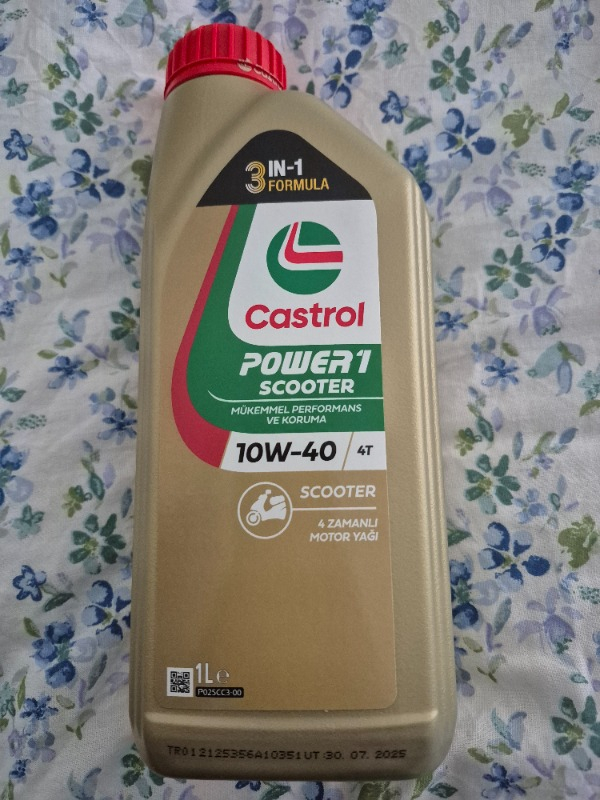 3 IN-1
FORMULA
Castrol
POWER1
SCOOTER
MÜKEMMEL PERFORMANS
VE KORUMA
10W-40 / 4T
SCOOTER
4 ZAMANLI
MOTOR YAĞI
1L e
P025CC3-00
TR012125356A10351UT 30. 07. 2025